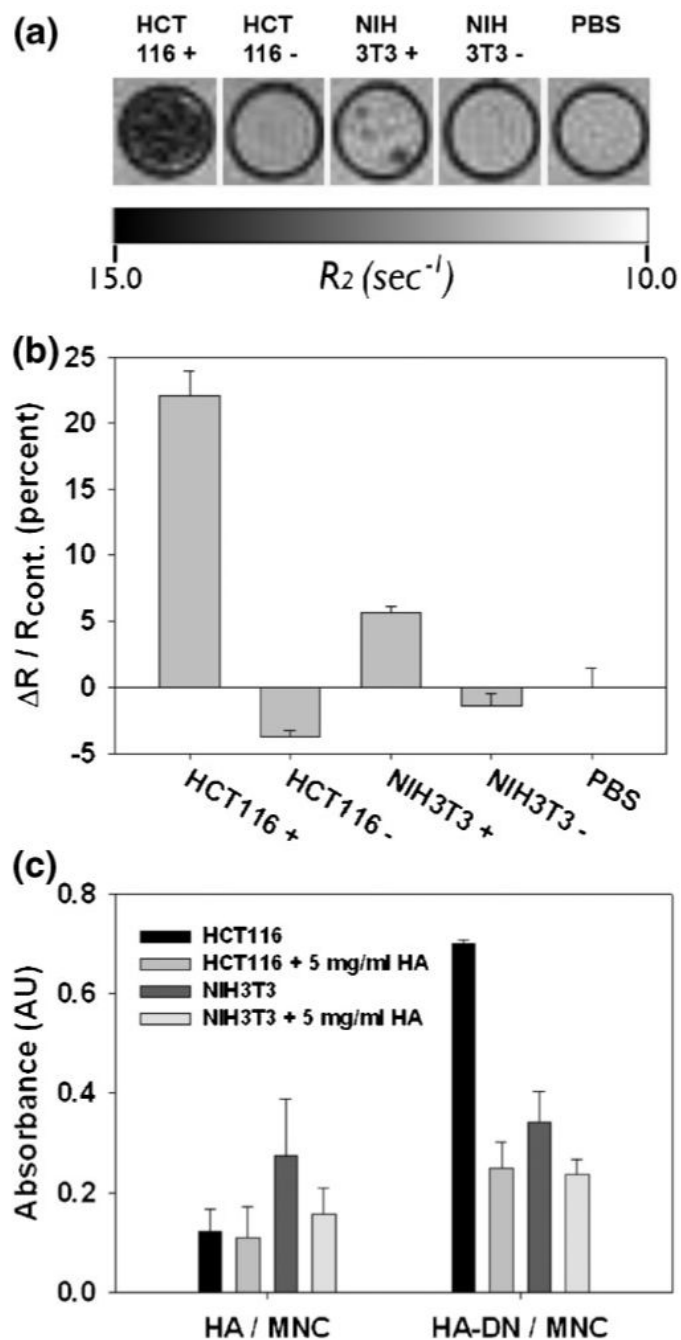 (a)
HCT HCT NIH NIH PBS
116 + 116 - 3T3 + 3T3 -
15.0 R2 (sec-1) 10.0
(b)
25
20
15
10
5
0
-5
ΔR / Rcont. (percent)
HCT116 + HCT116 - NIH3T3 + NIH3T3 - PBS
(c)
0.8
0.6
0.4
0.2
0.0
Absorbance (AU)
HCT116
HCT116 + 5 mg/ml HA
NIH3T3
NIH3T3 + 5 mg/ml HA
HA / MNC HA-DN / MNC